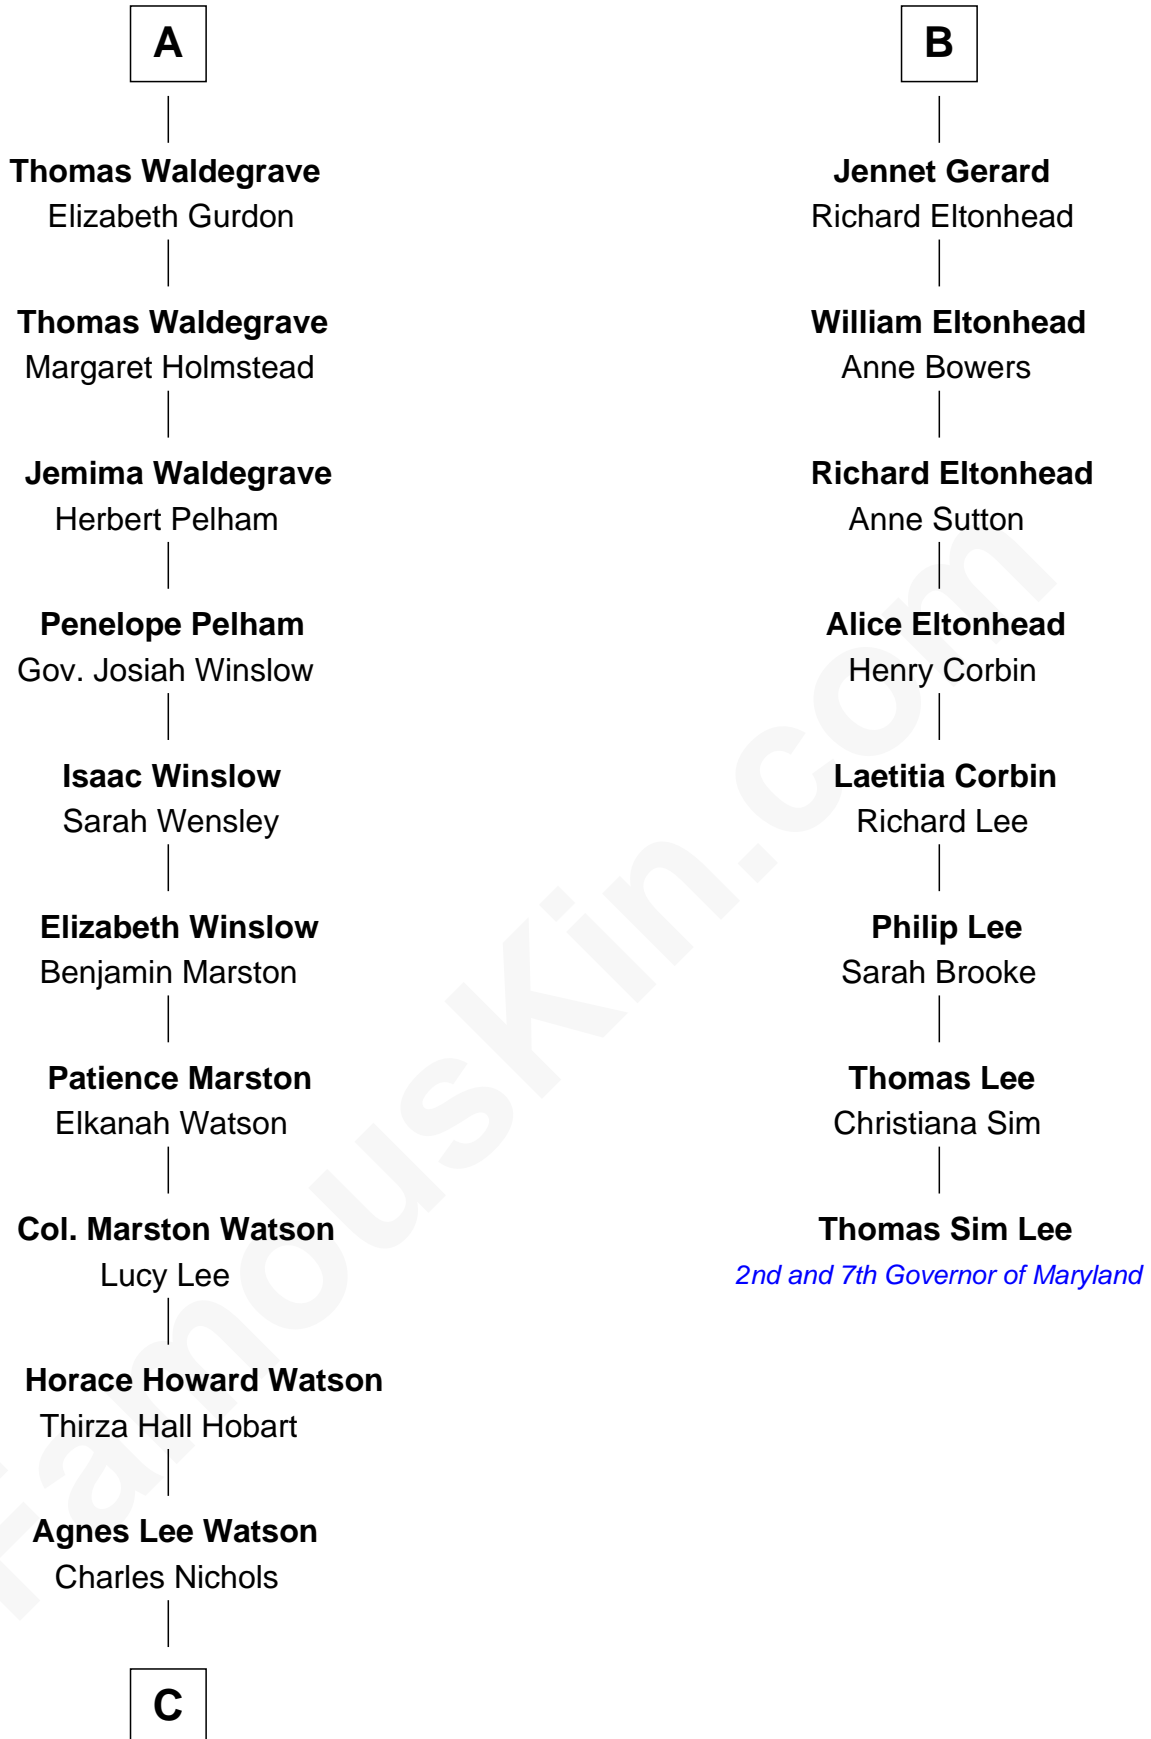 A
Thomas Waldegrave
Elizabeth Gurdon
Thomas Waldegrave
Margaret Holmstead
Jemima Waldegrave
Herbert Pelham
Penelope Pelham
Gov. Josiah Winslow
Isaac Winslow
Sarah Wensley
Elizabeth Winslow
Benjamin Marston
Patience Marston
Elkanah Watson
Col. Marston Watson
Lucy Lee
Horace Howard Watson
Thirza Hall Hobart
Agnes Lee Watson
Charles Nichols
C
B
Jennet Gerard
Richard Eltonhead
William Eltonhead
Anne Bowers
Richard Eltonhead
Anne Sutton
Alice Eltonhead
Henry Corbin
Laetitia Corbin
Richard Lee
Philip Lee
Sarah Brooke
Thomas Lee
Christiana Sim
Thomas Sim Lee
2nd and 7th Governor of Maryland
FamousKin.com